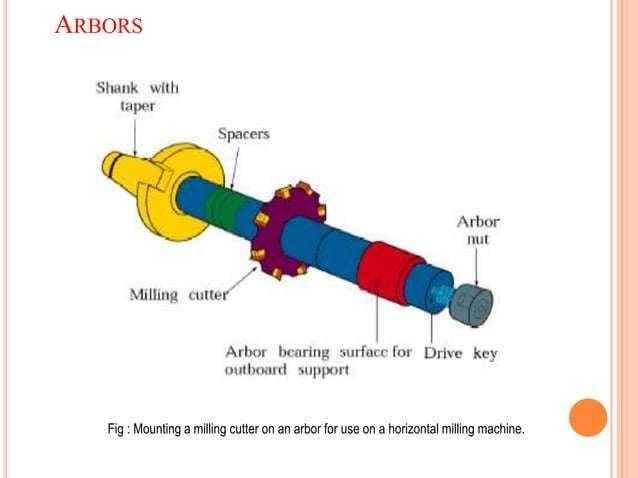 ARBORS
Shank with
taper
Spacers
Arbor
nut
Milling cutter
Arbor bearing surface for
outboard support
Drive key
Fig : Mounting a milling cutter on an arbor for use on a horizontal milling machine.